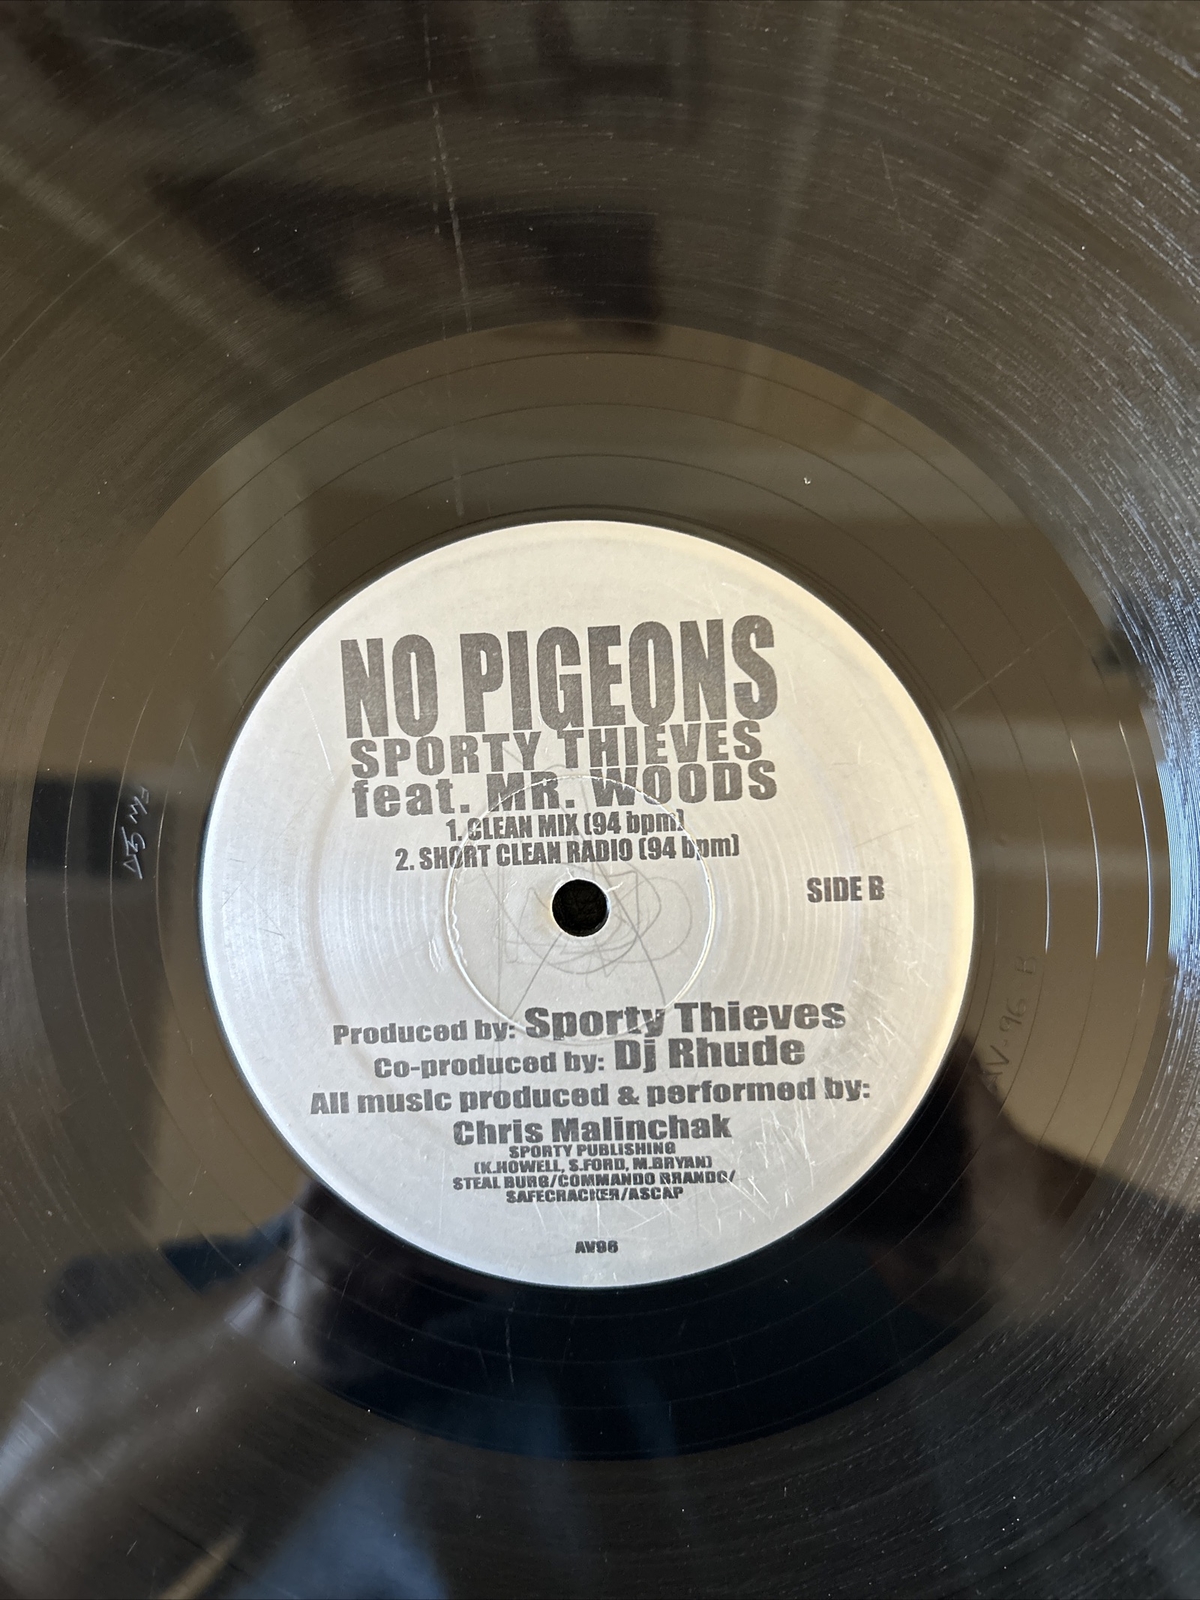 NO PIGEONS
SPORTY THIEVES
feat. MR. WOODS
1. CLEAN MIX (94 bpm)
2. SHORT CLEAN RADIO (94 bpm)
SIDE B
Produced by: Sporty Thieves
Co-produced by: Dj Rhude
All music produced & performed by:
Chris Malinchak
SPORTY PUBLISHING
(K.HOWELL, S.FORD, M.BRYAN)
STEAL BURG/COMMANDO BRANDO/
SAFECRACKER/ASCAP
AV96
AV-96 B